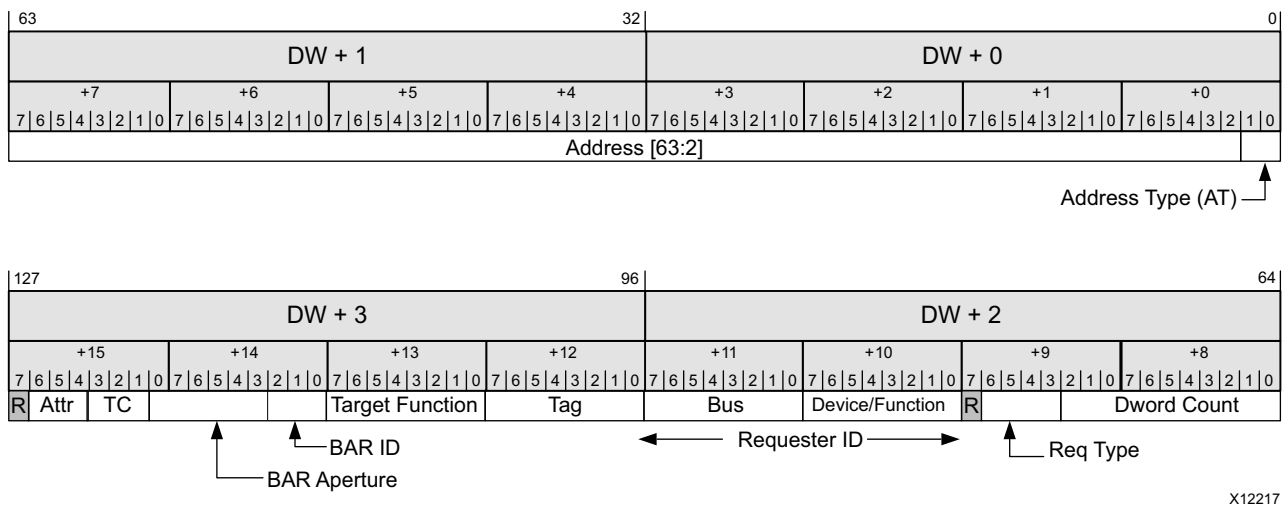 63 32 0
DW + 1 DW + 0
+7 +6 +5 +4 +3 +2 +1 +0
7 6 5 4 3 2 1 0 7 6 5 4 3 2 1 0 7 6 5 4 3 2 1 0 7 6 5 4 3 2 1 0 7 6 5 4 3 2 1 0 7 6 5 4 3 2 1 0 7 6 5 4 3 2 1 0 7 6 5 4 3 2 1 0
Address [63:2]
Address Type (AT)
127 96 64
DW + 3 DW + 2
+15 +14 +13 +12 +11 +10 +9 +8
7 6 5 4 3 2 1 0 7 6 5 4 3 2 1 0 7 6 5 4 3 2 1 0 7 6 5 4 3 2 1 0 7 6 5 4 3 2 1 0 7 6 5 4 3 2 1 0 7 6 5 4 3 2 1 0 7 6 5 4 3 2 1 0
R Attr TC Target Function Tag Bus Device/Function R Dword Count
BAR ID Requester ID Req Type
BAR Aperture
X12217